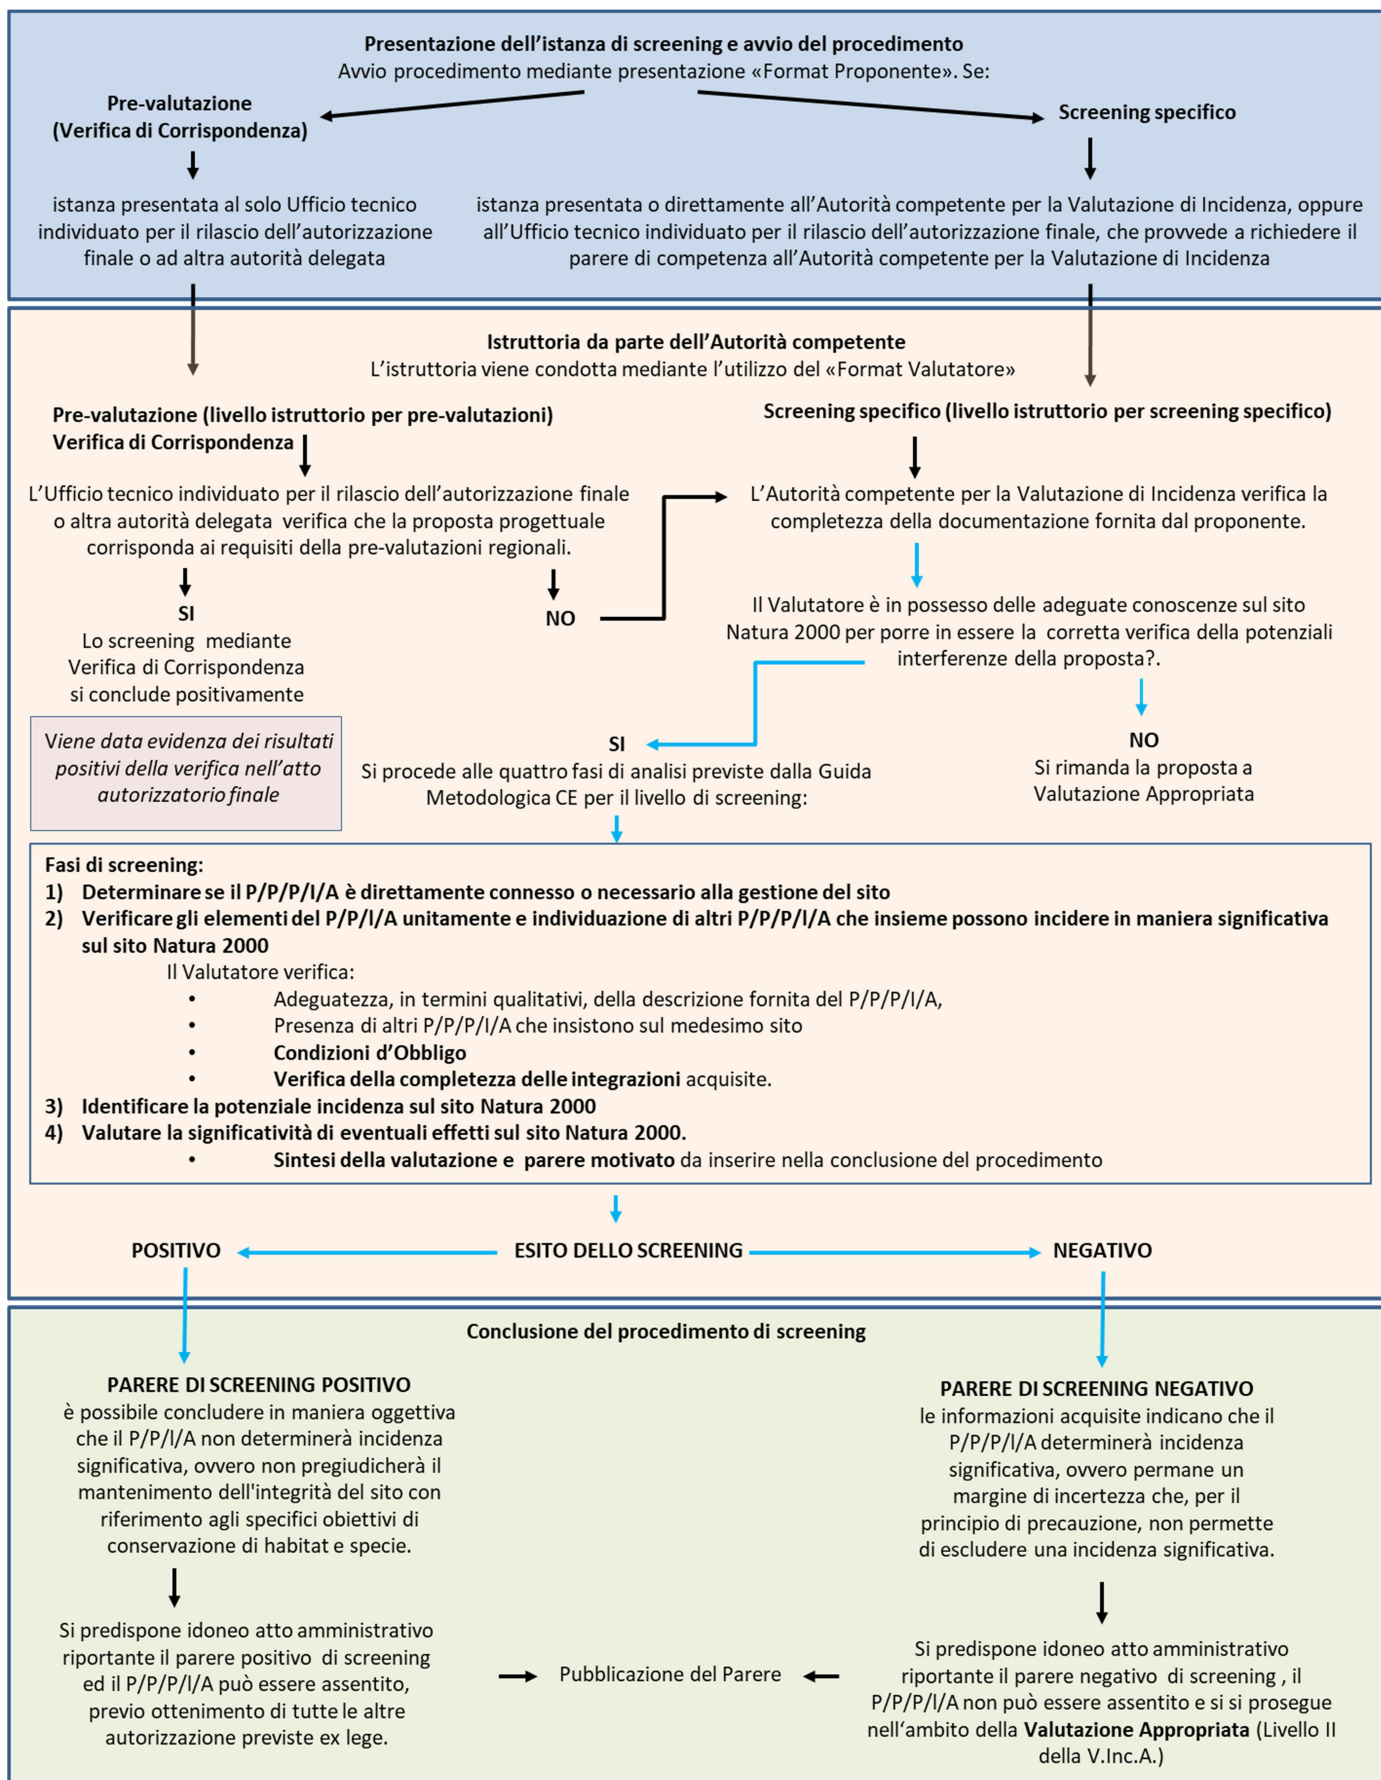 Presentazione dell’istanza di screening e avvio del procedimento
Avvio procedimento mediante presentazione «Format Proponente». Se:
Pre-valutazione
(Verifica di Corrispondenza)
Screening specifico
istanza presentata al solo Ufficio tecnico
individuato per il rilascio dell’autorizzazione
finale o ad altra autorità delegata
istanza presentata o direttamente all’Autorità competente per la Valutazione di Incidenza, oppure
all’Ufficio tecnico individuato per il rilascio dell’autorizzazione finale, che provvede a richiedere il
parere di competenza all’Autorità competente per la Valutazione di Incidenza
Istruttoria da parte dell’Autorità competente
L’istruttoria viene condotta mediante l’utilizzo del «Format Valutatore»
Pre-valutazione (livello istruttorio per pre-valutazioni)
Verifica di Corrispondenza
Screening specifico (livello istruttorio per screening specifico)
L’Ufficio tecnico individuato per il rilascio dell’autorizzazione finale
o altra autorità delegata verifica che la proposta progettuale
corrisponda ai requisiti della pre-valutazioni regionali.
L’Autorità competente per la Valutazione di Incidenza verifica la
completezza della documentazione fornita dal proponente.
SI
Lo screening mediante
Verifica di Corrispondenza
si conclude positivamente
NO
Il Valutatore è in possesso delle adeguate conoscenze sul sito
Natura 2000 per porre in essere la corretta verifica della potenziali
interferenze della proposta?.
Viene data evidenza dei risultati
positivi della verifica nell’atto
autorizzatorio finale
SI
Si procede alle quattro fasi di analisi previste dalla Guida
Metodologica CE per il livello di screening:
NO
Si rimanda la proposta a
Valutazione Appropriata
Fasi di screening:
1) Determinare se il P/P/P/I/A è direttamente connesso o necessario alla gestione del sito
2) Verificare gli elementi del P/P/I/A unitamente e individuazione di altri P/P/P/I/A che insieme possono incidere in maniera significativa
sul sito Natura 2000
Il Valutatore verifica:
• Adeguatezza, in termini qualitativi, della descrizione fornita del P/P/P/I/A,
• Presenza di altri P/P/P/I/A che insistono sul medesimo sito
• Condizioni d’Obbligo
• Verifica della completezza delle integrazioni acquisite.
3) Identificare la potenziale incidenza sul sito Natura 2000
4) Valutare la significatività di eventuali effetti sul sito Natura 2000.
• Sintesi della valutazione e parere motivato da inserire nella conclusione del procedimento
POSITIVO
ESITO DELLO SCREENING
NEGATIVO
Conclusione del procedimento di screening
PARERE DI SCREENING POSITIVO
è possibile concludere in maniera oggettiva
che il P/P/I/A non determinerà incidenza
significativa, ovvero non pregiudicherà il
mantenimento dell'integrità del sito con
riferimento agli specifici obiettivi di
conservazione di habitat e specie.
PARERE DI SCREENING NEGATIVO
le informazioni acquisite indicano che il
P/P/P/I/A determinerà incidenza
significativa, ovvero permane un
margine di incertezza che, per il
principio di precauzione, non permette
di escludere una incidenza significativa.
Si predispone idoneo atto amministrativo
riportante il parere positivo di screening
ed il P/P/P/I/A può essere assentito,
previo ottenimento di tutte le altre
autorizzazione previste ex lege.
Pubblicazione del Parere
Si predispone idoneo atto amministrativo
riportante il parere negativo di screening , il
P/P/P/I/A non può essere assentito e si si prosegue
nell‘ambito della Valutazione Appropriata (Livello II
della V.Inc.A.)